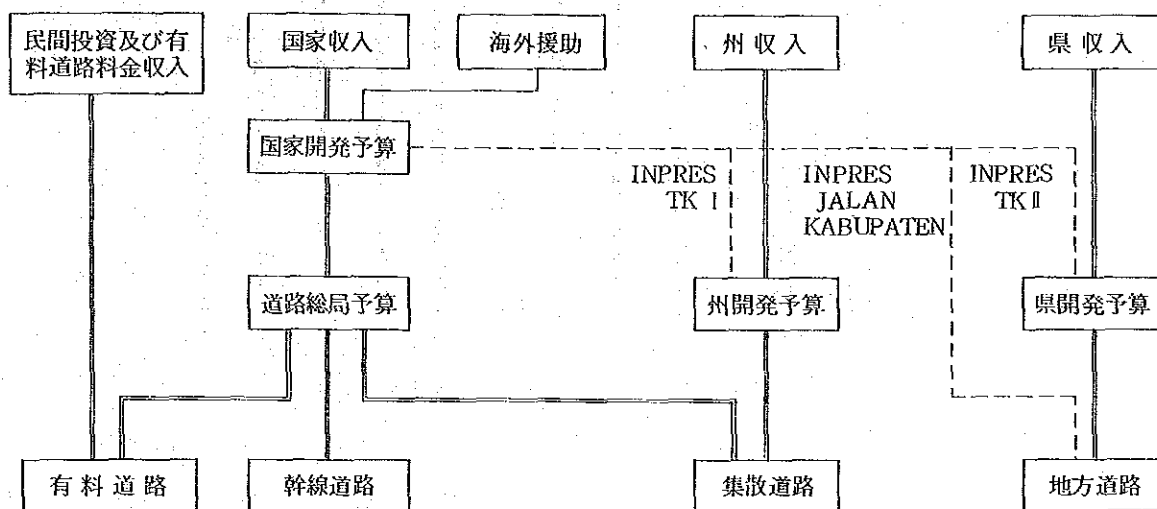 民間投資及び有
料道路料金収入
国家収入
海外援助
州収入
県収入
国家開発予算
INPRES
TK I
INPRES
JALAN
KABUPATEN
INPRES
TK II
道路総局予算
州開発予算
県開発予算
有料道路
幹線道路
集散道路
地方道路